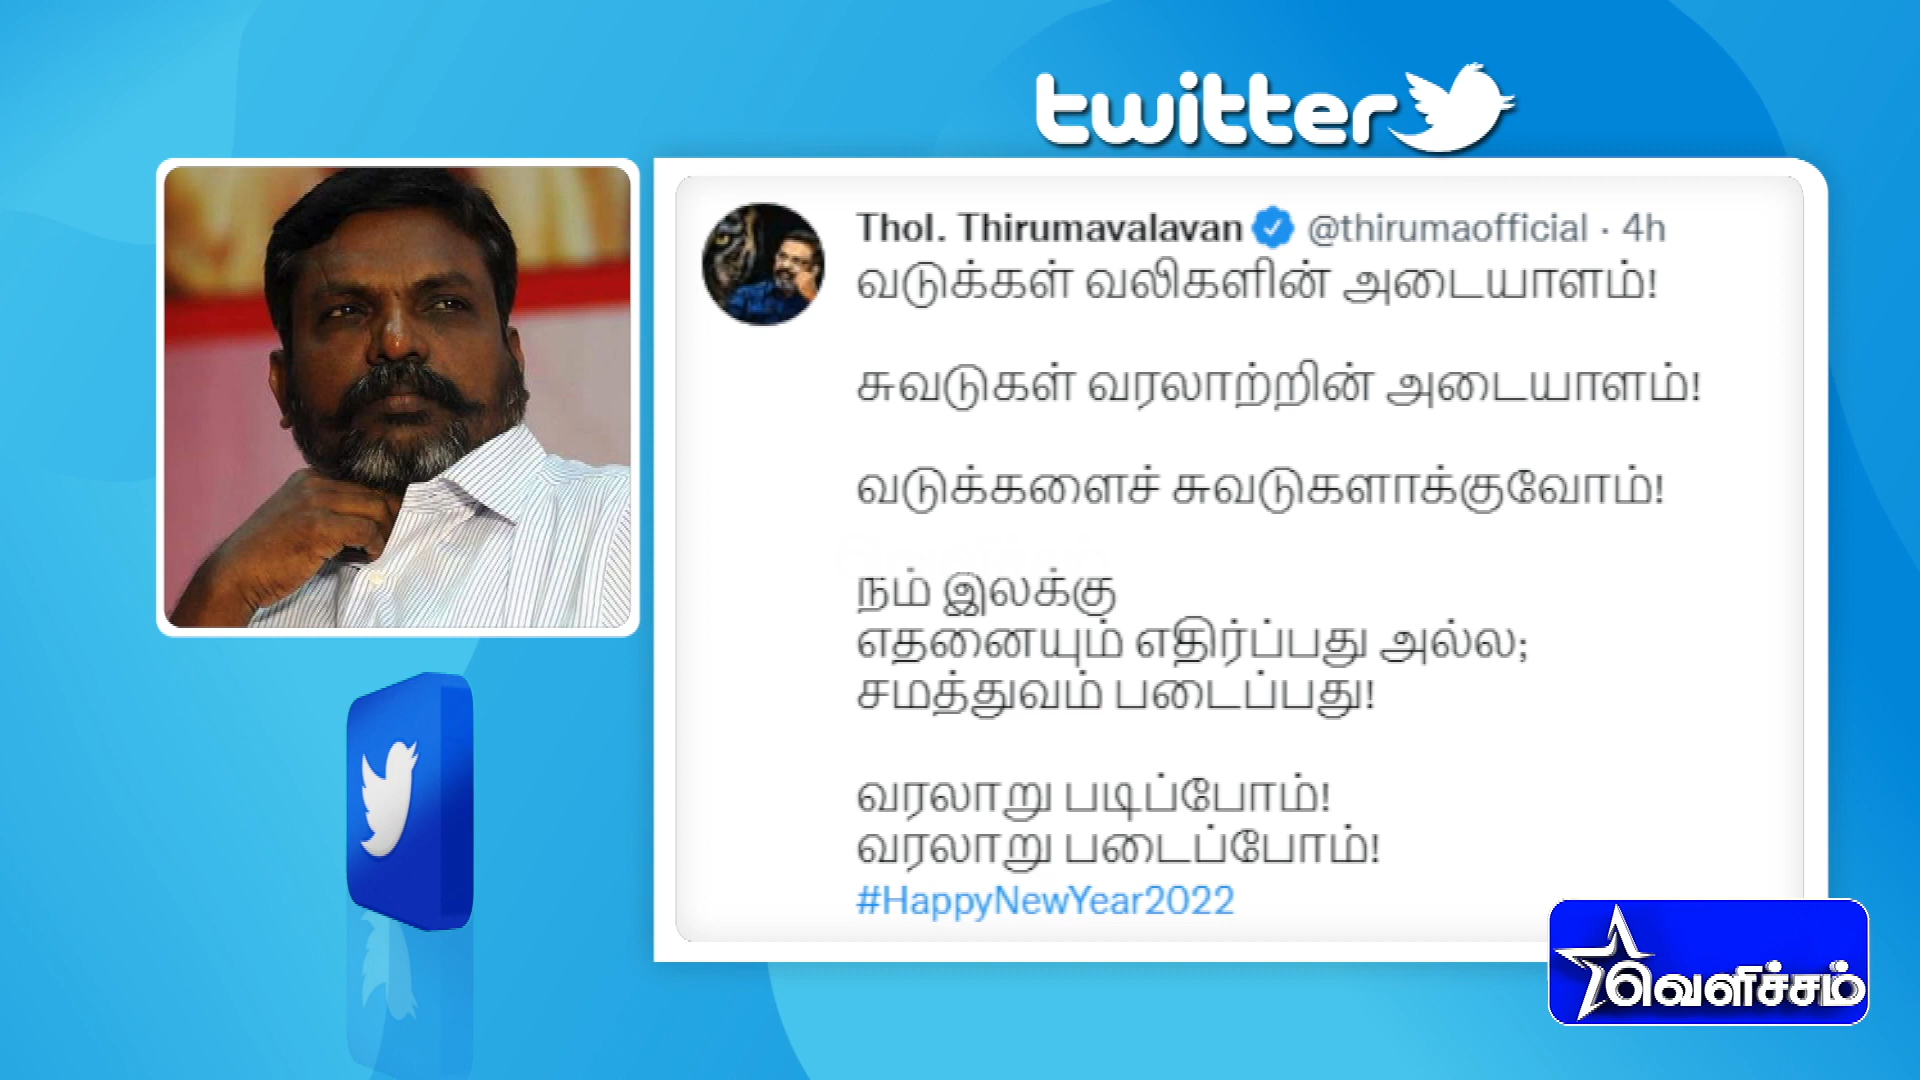 twitter
Thol. Thirumavalavan @thirumaofficial · 4h
வடுக்கள் வலிகளின் அடையாளம்!
சுவடுகள் வரலாற்றின் அடையாளம்!
வடுக்களைச் சுவடுகளாக்குவோம்!
நம் இலக்கு
எதனையும் எதிர்ப்பது அல்ல;
சமத்துவம் படைப்பது!
வரலாறு படிப்போம்!
வரலாறு படைப்போம்!
#HappyNewYear2022
வெளிச்சம்